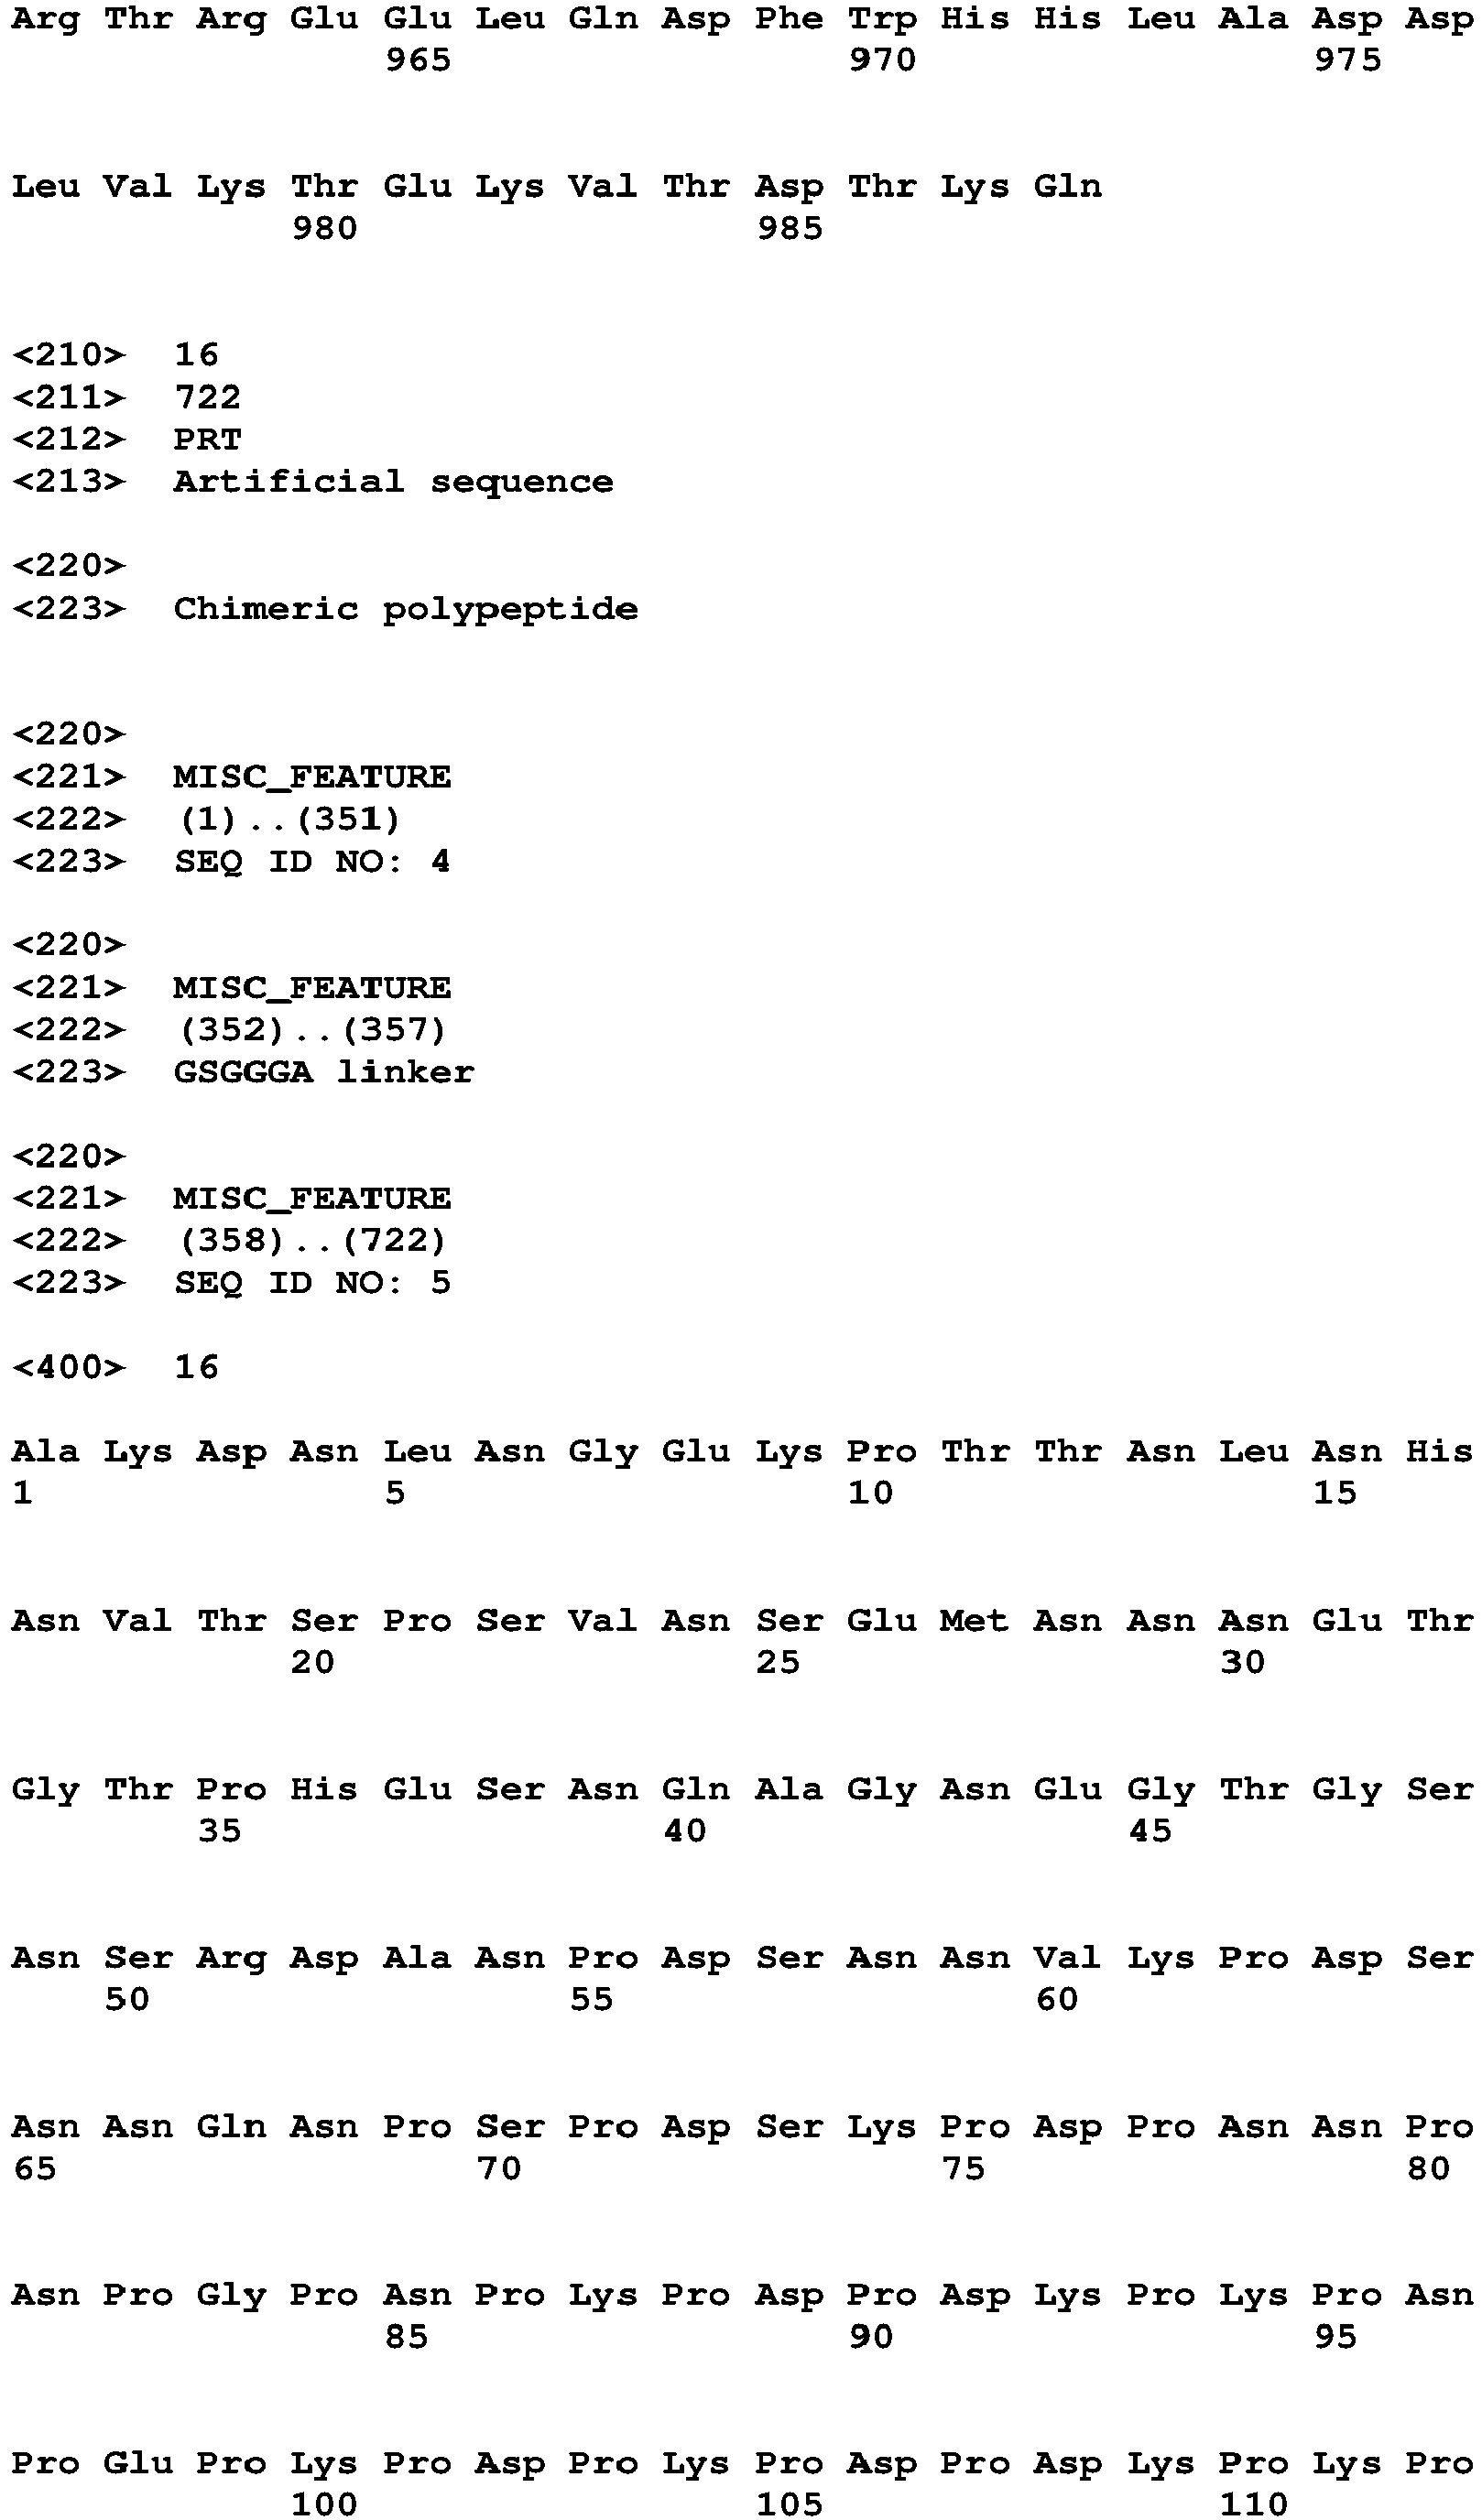 Arg Thr Arg Glu Glu Leu Gln Asp Phe Trp His His Leu Ala Asp Asp
965 970 975
Leu Val Lys Thr Glu Lys Val Thr Asp Thr Lys Gln
980 985
<210> 16
<211> 722
<212> PRT
<213> Artificial sequence
<220>
<223> Chimeric polypeptide
<220>
<221> MISC_FEATURE
<222> (1)..(351)
<223> SEQ ID NO: 4
<220>
<221> MISC_FEATURE
<222> (352)..(357)
<223> GSGGGA linker
<220>
<221> MISC_FEATURE
<222> (358)..(722)
<223> SEQ ID NO: 5
<400> 16
Ala Lys Asp Asn Leu Asn Gly Glu Lys Pro Thr Thr Asn Leu Asn His
1 5 10 15
Asn Val Thr Ser Pro Ser Val Asn Ser Glu Met Asn Asn Asn Glu Thr
20 25 30
Gly Thr Pro His Glu Ser Asn Gln Ala Gly Asn Glu Gly Thr Gly Ser
35 40 45
Asn Ser Arg Asp Ala Asn Pro Asp Ser Asn Asn Val Lys Pro Asp Ser
50 55 60
Asn Asn Gln Asn Pro Ser Pro Asp Ser Lys Pro Asp Pro Asn Asn Pro
65 70 75 80
Asn Pro Gly Pro Asn Pro Lys Pro Asp Pro Asp Lys Pro Lys Pro Asn
85 90 95
Pro Glu Pro Lys Pro Asp Pro Lys Pro Asp Pro Asp Lys Pro Lys Pro
100 105 110